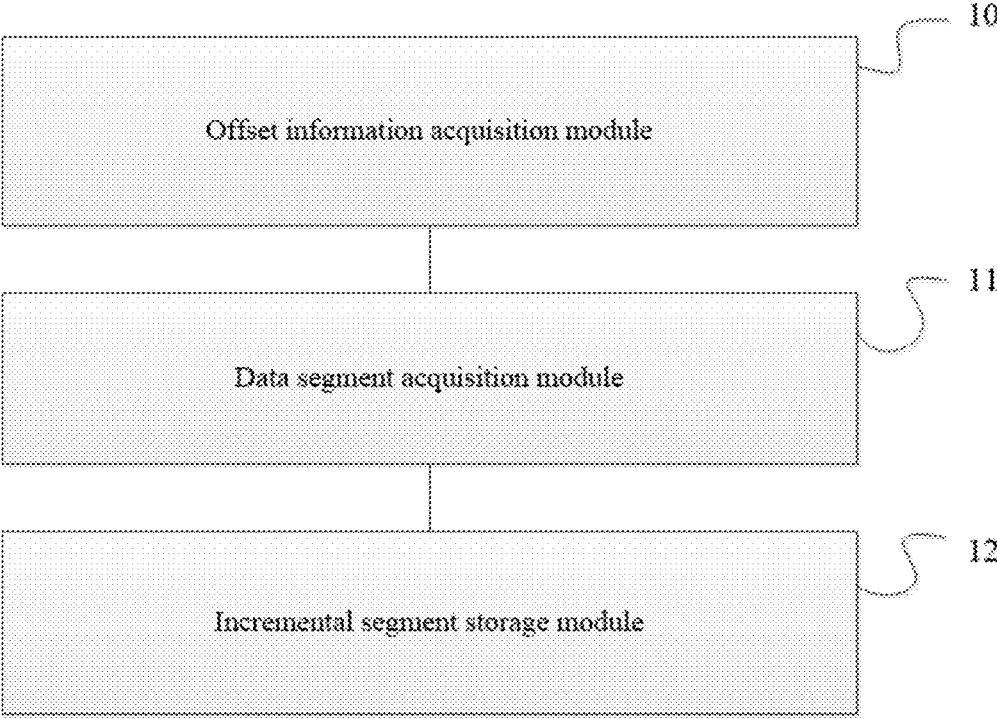 10
Offset information acquisition module
11
Data segment acquisition module
12
Incremental segment storage module